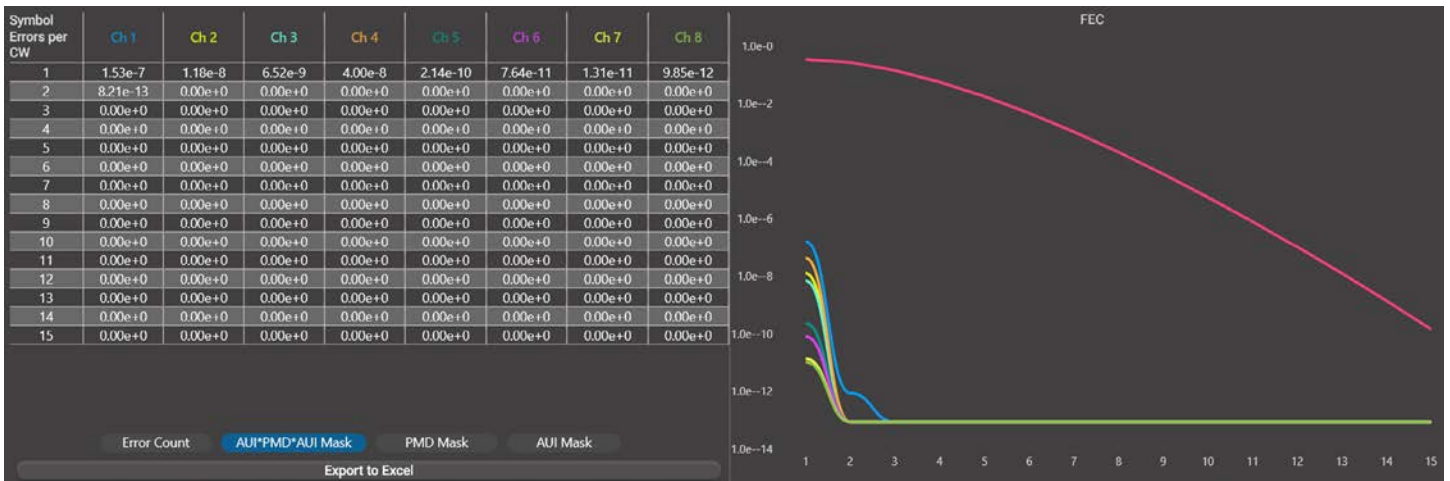 Symbol
Errors per
CW
Ch 1 Ch 2 Ch 3 Ch 4 Ch 5 Ch 6 Ch 7 Ch 8
1 1.53e-7 1.18e-8 6.52e-9 4.00e-8 2.14e-10 7.64e-11 1.31e-11 9.85e-12
2 8.21e-13 0.00e+0 0.00e+0 0.00e+0 0.00e+0 0.00e+0 0.00e+0 0.00e+0
3 0.00e+0 0.00e+0 0.00e+0 0.00e+0 0.00e+0 0.00e+0 0.00e+0 0.00e+0
4 0.00e+0 0.00e+0 0.00e+0 0.00e+0 0.00e+0 0.00e+0 0.00e+0 0.00e+0
5 0.00e+0 0.00e+0 0.00e+0 0.00e+0 0.00e+0 0.00e+0 0.00e+0 0.00e+0
6 0.00e+0 0.00e+0 0.00e+0 0.00e+0 0.00e+0 0.00e+0 0.00e+0 0.00e+0
7 0.00e+0 0.00e+0 0.00e+0 0.00e+0 0.00e+0 0.00e+0 0.00e+0 0.00e+0
8 0.00e+0 0.00e+0 0.00e+0 0.00e+0 0.00e+0 0.00e+0 0.00e+0 0.00e+0
9 0.00e+0 0.00e+0 0.00e+0 0.00e+0 0.00e+0 0.00e+0 0.00e+0 0.00e+0
10 0.00e+0 0.00e+0 0.00e+0 0.00e+0 0.00e+0 0.00e+0 0.00e+0 0.00e+0
11 0.00e+0 0.00e+0 0.00e+0 0.00e+0 0.00e+0 0.00e+0 0.00e+0 0.00e+0
12 0.00e+0 0.00e+0 0.00e+0 0.00e+0 0.00e+0 0.00e+0 0.00e+0 0.00e+0
13 0.00e+0 0.00e+0 0.00e+0 0.00e+0 0.00e+0 0.00e+0 0.00e+0 0.00e+0
14 0.00e+0 0.00e+0 0.00e+0 0.00e+0 0.00e+0 0.00e+0 0.00e+0 0.00e+0
15 0.00e+0 0.00e+0 0.00e+0 0.00e+0 0.00e+0 0.00e+0 0.00e+0 0.00e+0
Error Count AUI*PMD*AUI Mask PMD Mask AUI Mask
Export to Excel
FEC
1.0e-0
1.0e--2
1.0e--4
1.0e--6
1.0e--8
1.0e--10
1.0e--12
1.0e--14
1 2 3 4 5 6 7 8 9 10 11 12 13 14 15